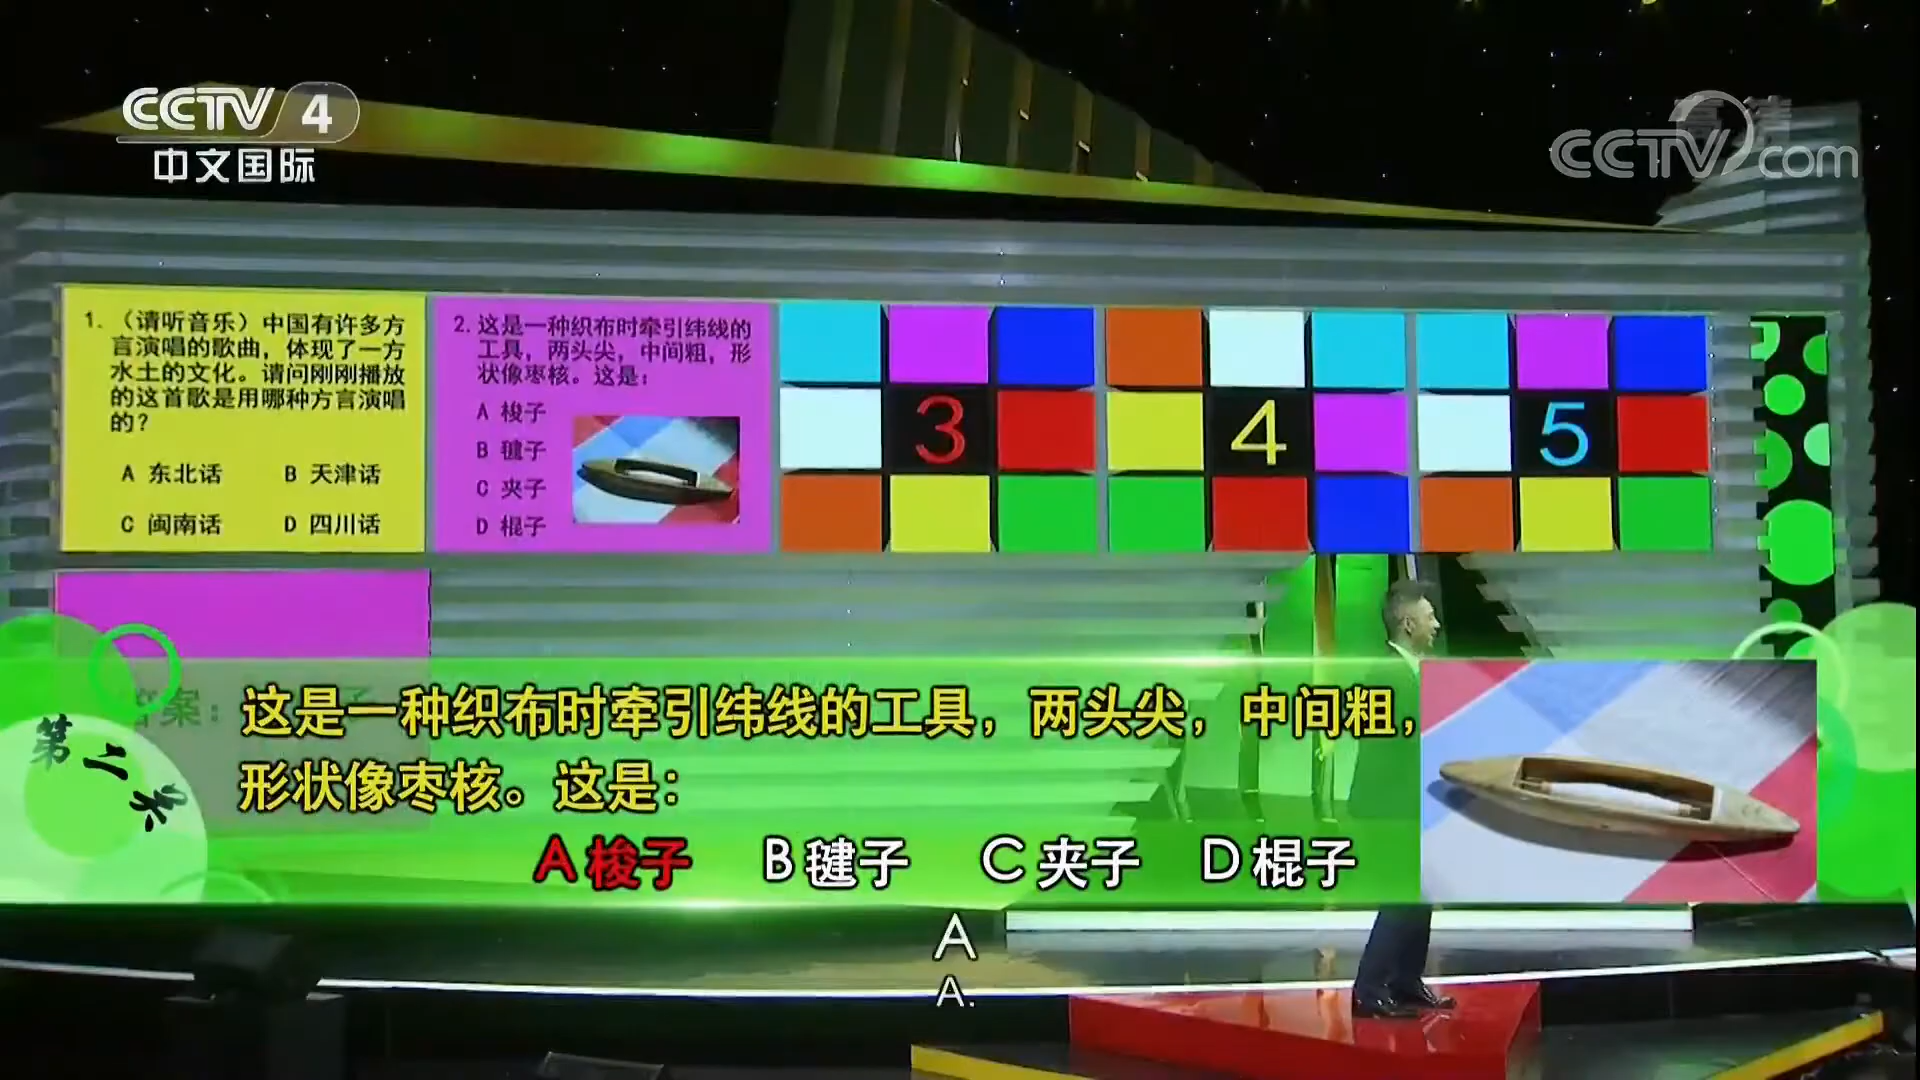 CCTV 4
中文国际
高清
CCTV com
1. （请听音乐）中国有许多方
言演唱的歌曲，体现了一方
水土的文化。请问刚刚播放
的这首歌是用哪种方言演唱
的？
A 东北话 B 天津话
C 闽南话 D 四川话
2. 这是一种织布时牵引纬线的
工具，两头尖，中间粗，形
状像枣核。这是：
A 梭子
B 毽子
C 夹子
D 棍子
3
4
5
答案：
第二关
这是一种织布时牵引纬线的工具，两头尖，中间粗，
形状像枣核。这是：
A 梭子 B 毽子 C 夹子 D 棍子
A
A.